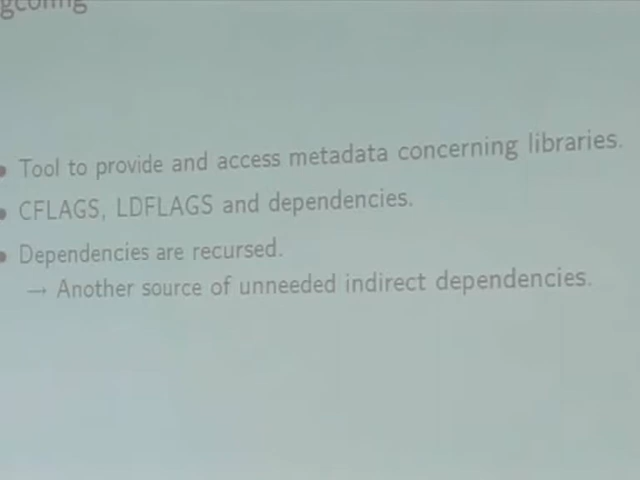 • Tool to provide and access metadata concerning libraries.
• CFLAGS, LDFLAGS and dependencies.
• Dependencies are recursed.
→ Another source of unneeded indirect dependencies.